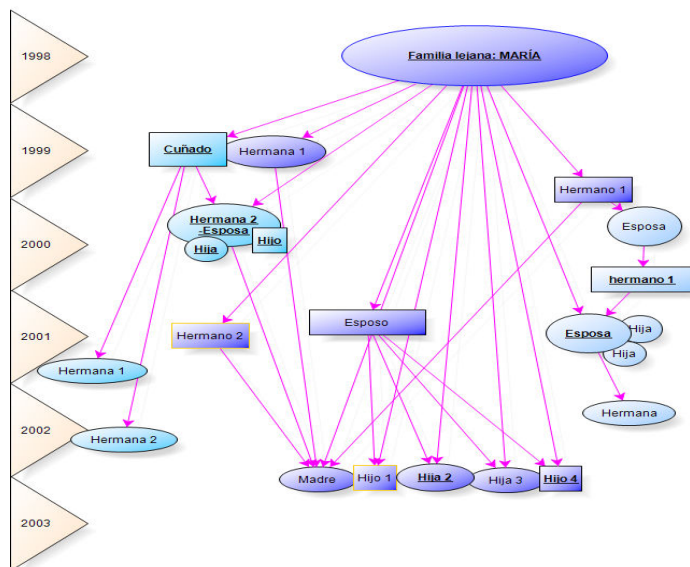 1998
Familia lejana: MARÍA
1999
Cuñado
Hermana 1
Hermano 1
2000
Hermana 2
-Esposa
Hija
Hijo
Esposa
hermano 1
2001
Hermano 2
Esposo
Esposa
Hija
Hija
Hermana 1
2002
Hermana 2
Hermana
Madre
Hijo 1
Hija 2
Hija 3
Hijo 4
2003